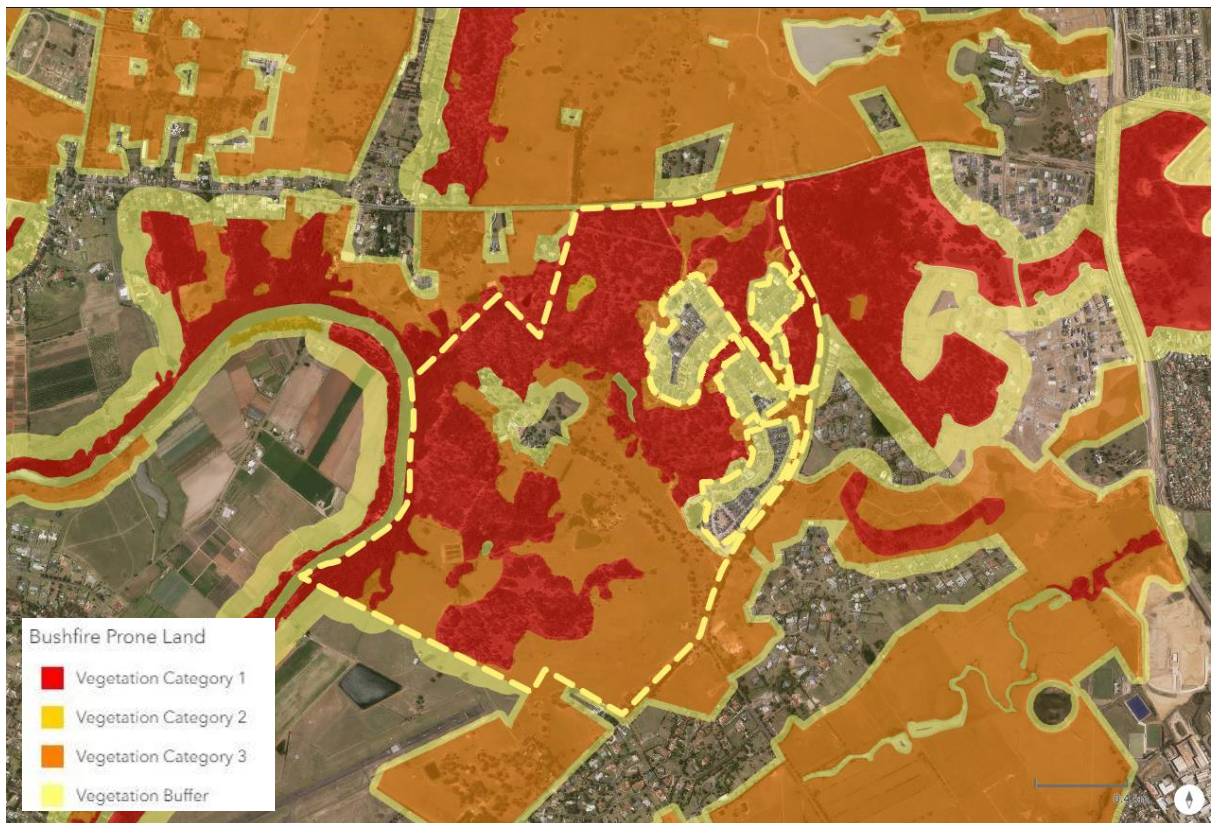 Bushfire Prone Land
Vegetation Category 1
Vegetation Category 2
Vegetation Category 3
Vegetation Buffer